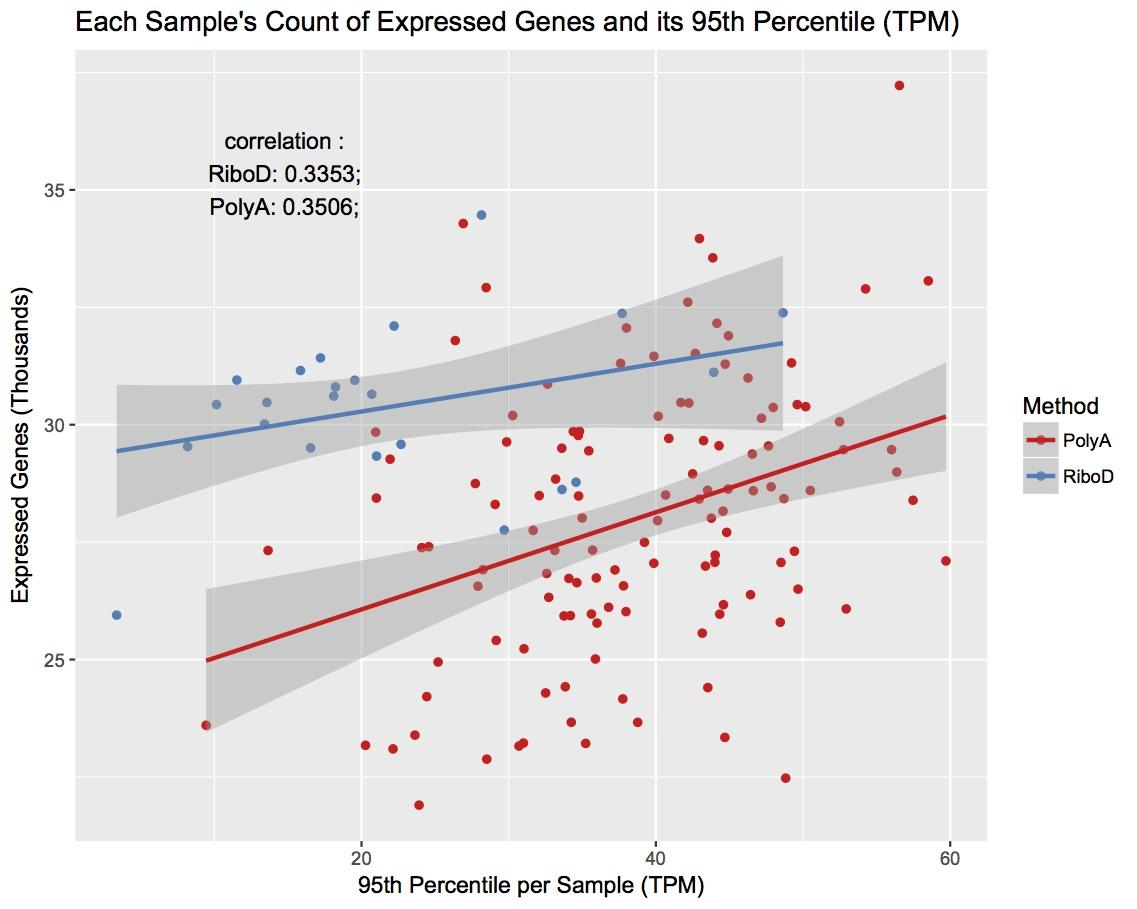 Each Sample's Count of Expressed Genes and its 95th Percentile (TPM)
correlation :
RiboD: 0.3353;
PolyA: 0.3506;
35
30
25
Expressed Genes (Thousands)
20
40
60
95th Percentile per Sample (TPM)
Method
PolyA
RiboD